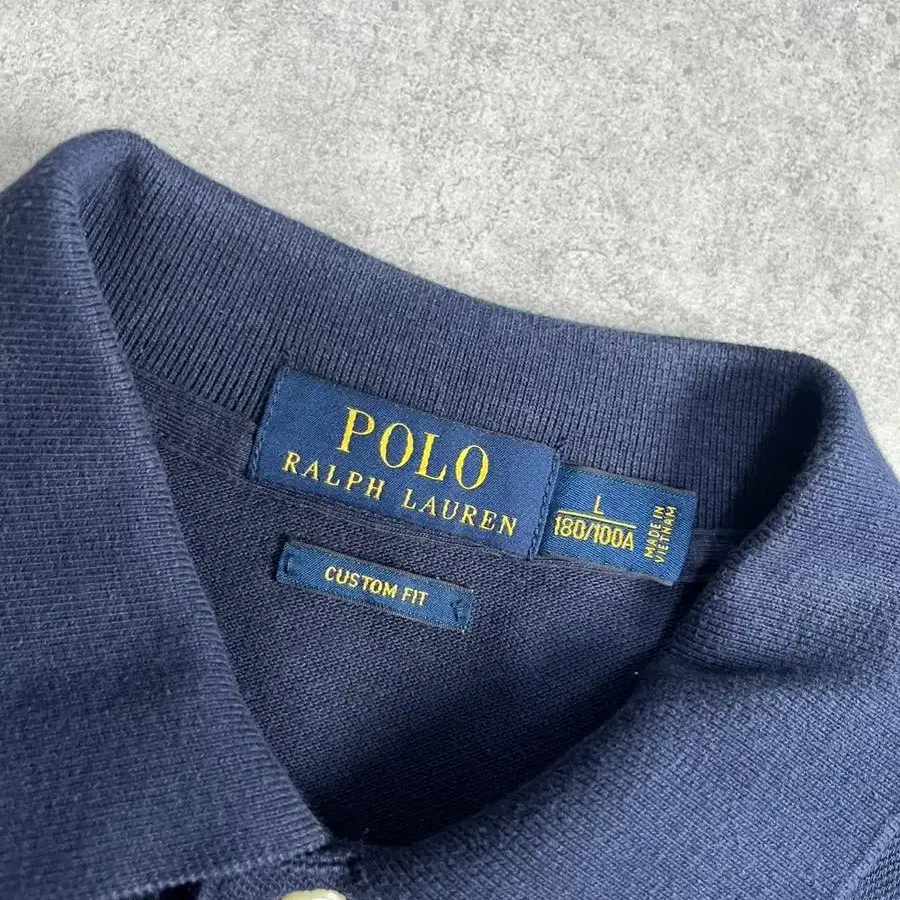 POLO
RALPH LAUREN
L
180/100A
MADE IN
VIETNAM
CUSTOM FIT